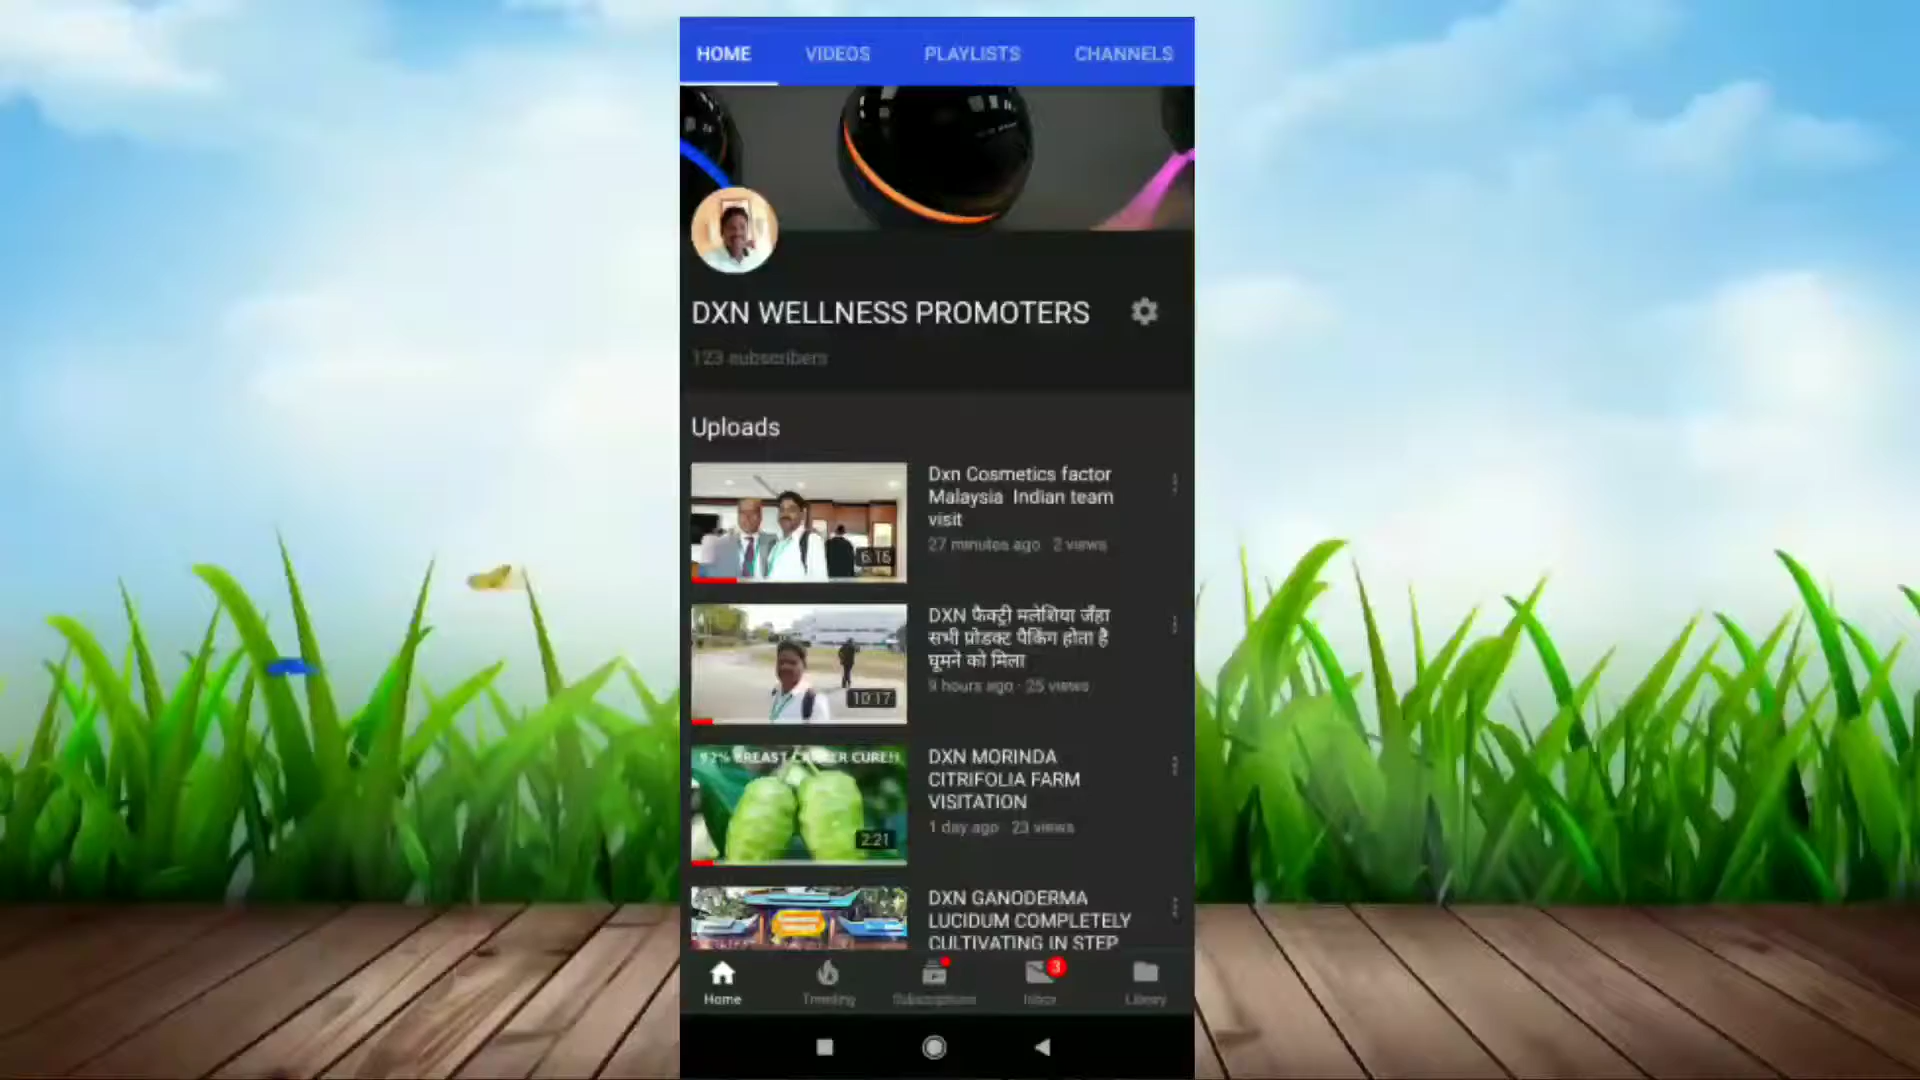 HOME VIDEOS PLAYLISTS CHANNELS
DXN WELLNESS PROMOTERS
123 subscribers
Uploads
Dxn Cosmetics factor
Malaysia Indian team
visit
27 minutes ago 2 views
6:16
DXN फैक्ट्री मलेशिया जँहा
सभी प्रोडक्ट पैकिंग होता है
घूमने को मिला
9 hours ago · 25 views
10:17
92% BREAST CANCER CURE!!
2:21
DXN MORINDA
CITRIFOLIA FARM
VISITATION
1 day ago · 23 views
DXN GANODERMA
LUCIDUM COMPLETELY
CULTIVATING IN STEP
3
Home Trending Subscriptions Inbox Library